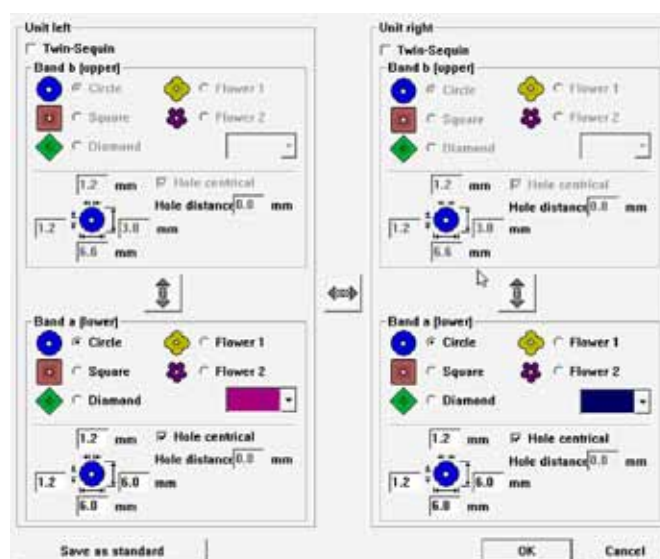 Unit left
Twin-Sequin
Band b [upper]
Circle
Flower 1
Square
Flower 2
Diamond
1.2 mm
Hole centrical
Hole distance 0.0 mm
1.2
3.0 mm
6.6 mm
Band a [lower]
Circle
Flower 1
Square
Flower 2
Diamond
1.2 mm
Hole centrical
Hole distance 0.0 mm
1.2
6.0 mm
6.0 mm
Save as standard
Unit right
Twin-Sequin
Band b [upper]
Circle
Flower 1
Square
Flower 2
Diamond
1.2 mm
Hole centrical
Hole distance 0.0 mm
1.2
3.0 mm
6.6 mm
Band a [lower]
Circle
Flower 1
Square
Flower 2
Diamond
1.2 mm
Hole centrical
Hole distance 0.0 mm
1.2
6.0 mm
6.0 mm
OK
Cancel